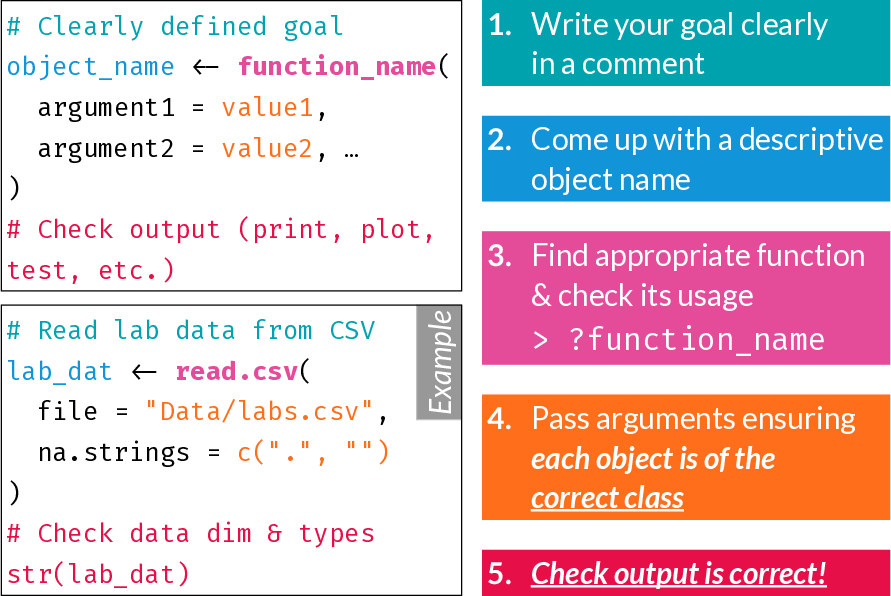 # Clearly defined goal
object_name <- function_name(
argument1 = value1,
argument2 = value2, …
)
# Check output (print, plot,
test, etc.)
# Read lab data from CSV
lab_dat <- read.csv(
file = "Data/labs.csv",
na.strings = c(".", "")
)
# Check data dim & types
str(lab_dat)
Example
1. Write your goal clearly
in a comment
2. Come up with a descriptive
object name
3. Find appropriate function
& check its usage
> ?function_name
4. Pass arguments ensuring
each object is of the
correct class
5. Check output is correct!